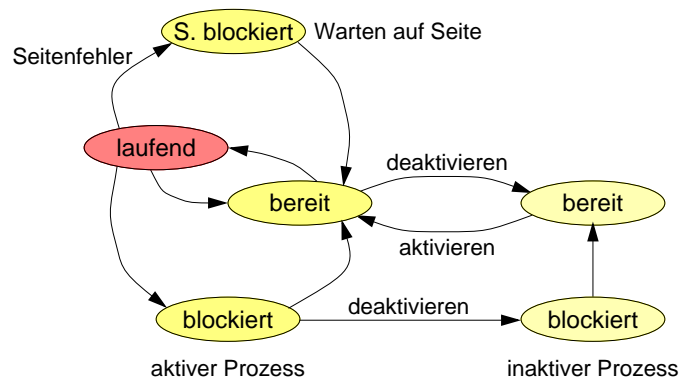 S. blockiert
Warten auf Seite
Seitenfehler
laufend
deaktivieren
bereit
bereit
aktivieren
deaktivieren
blockiert
blockiert
aktiver Prozess
inaktiver Prozess